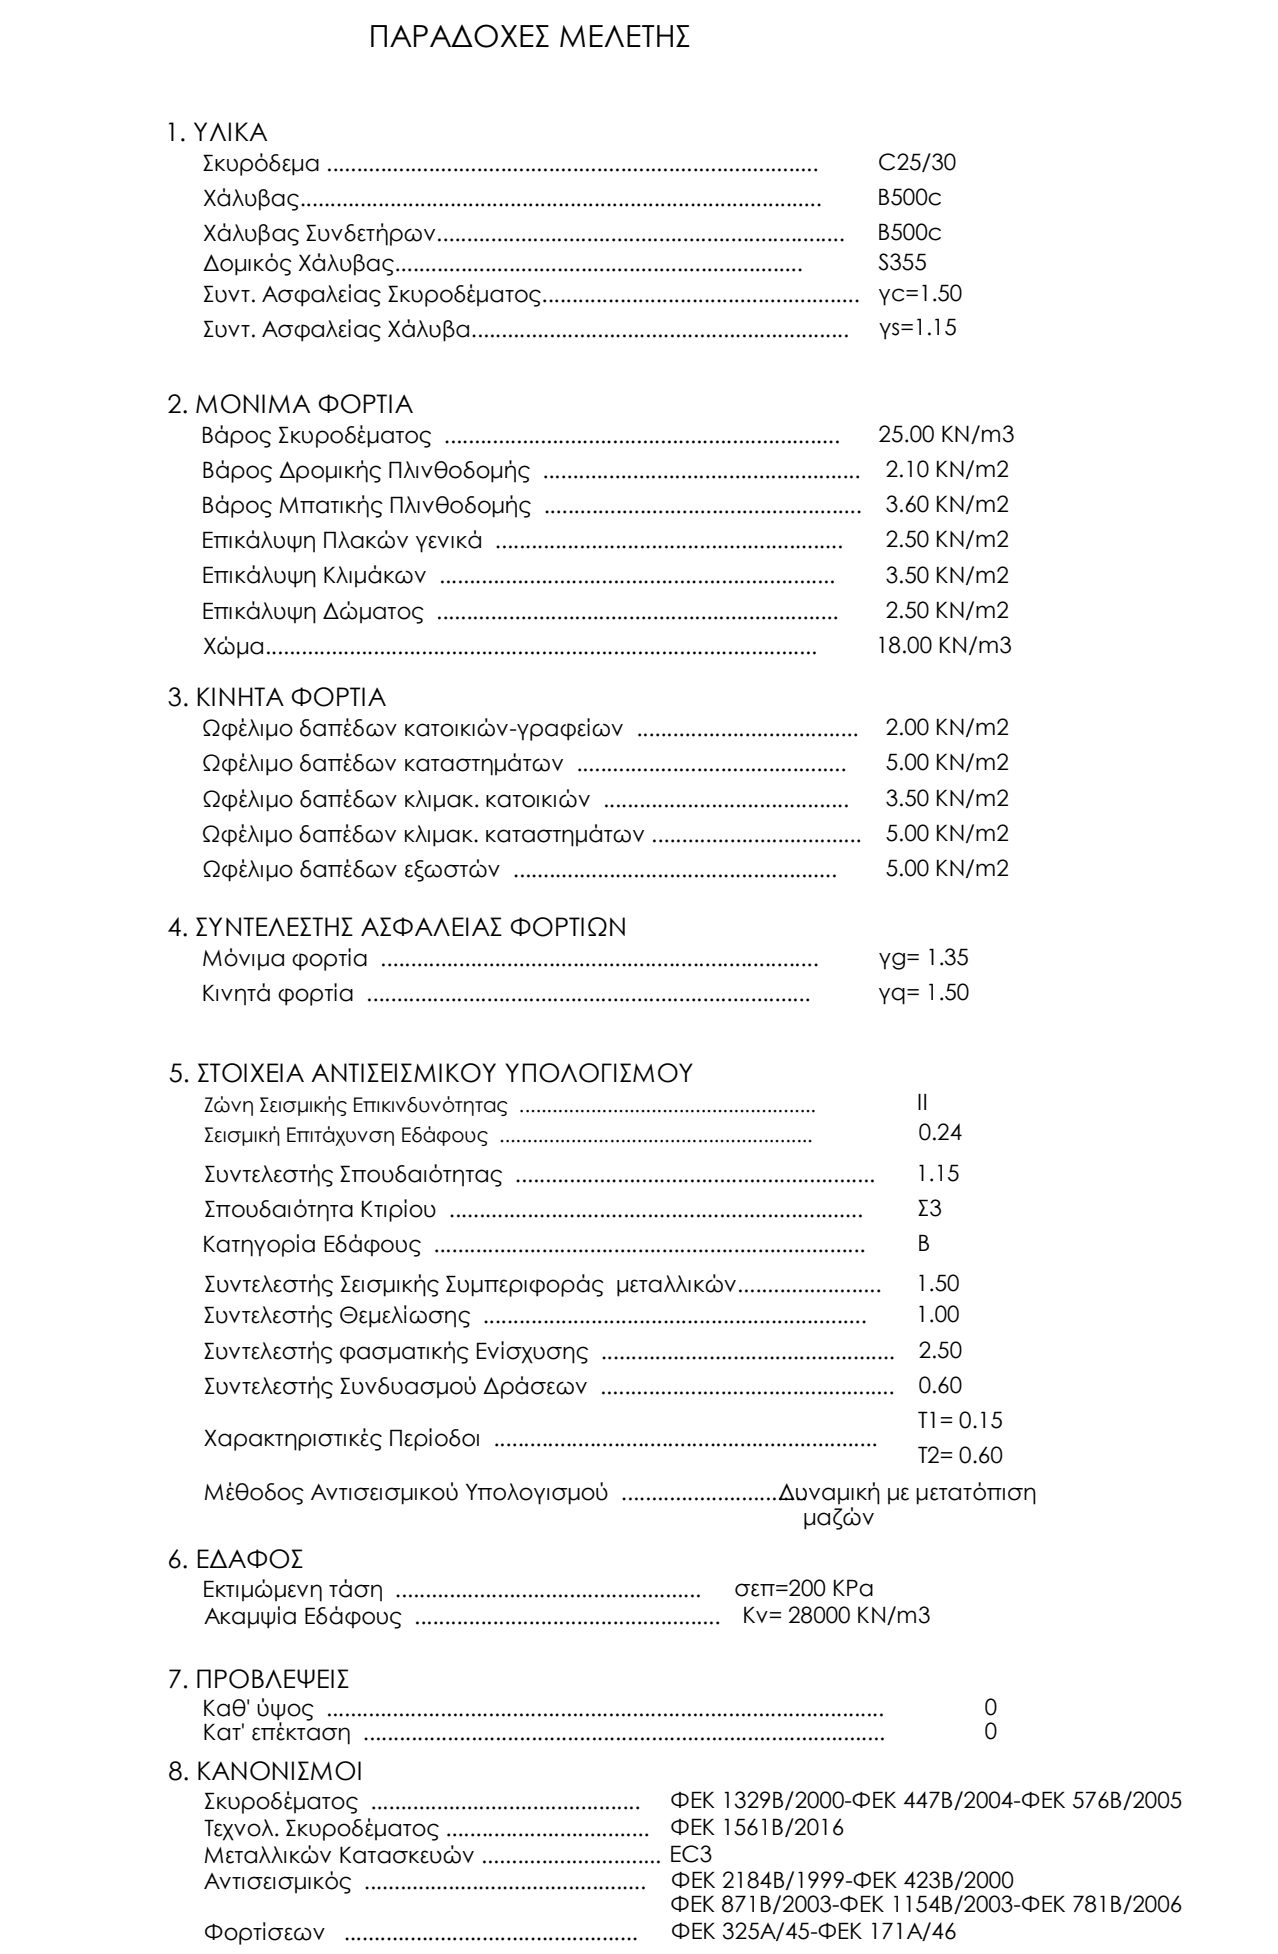 ΠΑΡΑΔΟΧΕΣ ΜΕΛΕΤΗΣ
1. ΥΛΙΚΑ
Σκυρόδεμα .......... C25/30
Χάλυβας.......... B500c
Χάλυβας Συνδετήρων.......... B500c
Δομικός Χάλυβας.......... S355
Συντ. Ασφαλείας Σκυροδέματος.......... γc=1.50
Συντ. Ασφαλείας Χάλυβα.......... γs=1.15
2. ΜΟΝΙΜΑ ΦΟΡΤΙΑ
Βάρος Σκυροδέματος .......... 25.00 KN/m3
Βάρος Δρομικής Πλινθοδομής .......... 2.10 KN/m2
Βάρος Μπατικής Πλινθοδομής .......... 3.60 KN/m2
Επικάλυψη Πλακών γενικά .......... 2.50 KN/m2
Επικάλυψη Κλιμάκων .......... 3.50 KN/m2
Επικάλυψη Δώματος .......... 2.50 KN/m2
Χώμα.......... 18.00 KN/m3
3. ΚΙΝΗΤΑ ΦΟΡΤΙΑ
Ωφέλιμο δαπέδων κατοικιών-γραφείων .......... 2.00 KN/m2
Ωφέλιμο δαπέδων καταστημάτων .......... 5.00 KN/m2
Ωφέλιμο δαπέδων κλιμακ. κατοικιών .......... 3.50 KN/m2
Ωφέλιμο δαπέδων κλιμακ. καταστημάτων .......... 5.00 KN/m2
Ωφέλιμο δαπέδων εξωστών .......... 5.00 KN/m2
4. ΣΥΝΤΕΛΕΣΤΗΣ ΑΣΦΑΛΕΙΑΣ ΦΟΡΤΙΩΝ
Μόνιμα φορτία .......... γg= 1.35
Κινητά φορτία .......... γq= 1.50
5. ΣΤΟΙΧΕΙΑ ΑΝΤΙΣΕΙΣΜΙΚΟΥ ΥΠΟΛΟΓΙΣΜΟΥ
Ζώνη Σεισμικής Επικινδυνότητας .......... II
Σεισμική Επιτάχυνση Εδάφους .......... 0.24
Συντελεστής Σπουδαιότητας .......... 1.15
Σπουδαιότητα Κτιρίου .......... Σ3
Κατηγορία Εδάφους .......... Β
Συντελεστής Σεισμικής Συμπεριφοράς μεταλλικών.......... 1.50
Συντελεστής Θεμελίωσης .......... 1.00
Συντελεστής φασματικής Ενίσχυσης .......... 2.50
Συντελεστής Συνδυασμού Δράσεων .......... 0.60
Τ1= 0.15
Χαρακτηριστικές Περίοδοι ..........
Τ2= 0.60
Μέθοδος Αντισεισμικού Υπολογισμού .......... Δυναμική με μετατόπιση
μαζών
6. ΕΔΑΦΟΣ
Εκτιμώμενη τάση .......... σεπ=200 KPa
Ακαμψία Εδάφους .......... Kv= 28000 KN/m3
7. ΠΡΟΒΛΕΨΕΙΣ
Καθ' ύψος .......... 0
Κατ' επέκταση .......... 0
8. ΚΑΝΟΝΙΣΜΟΙ
Σκυροδέματος .......... ΦΕΚ 1329Β/2000-ΦΕΚ 447Β/2004-ΦΕΚ 576Β/2005
Τεχνολ. Σκυροδέματος .......... ΦΕΚ 1561Β/2016
Μεταλλικών Κατασκευών .......... EC3
Αντισεισμικός .......... ΦΕΚ 2184Β/1999-ΦΕΚ 423Β/2000
ΦΕΚ 871Β/2003-ΦΕΚ 1154Β/2003-ΦΕΚ 781Β/2006
Φορτίσεων .......... ΦΕΚ 325Α/45-ΦΕΚ 171Α/46